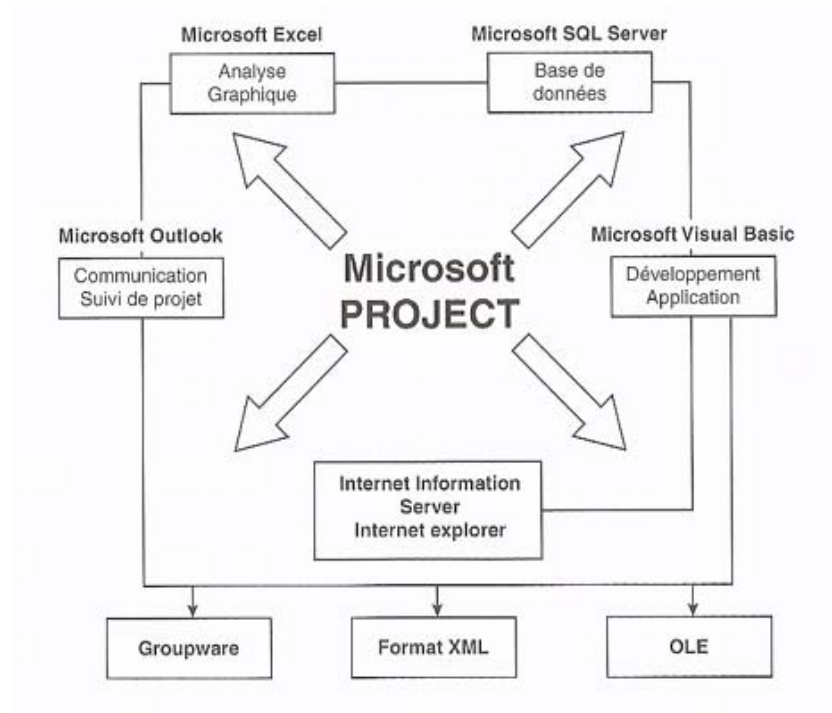 Microsoft Excel
Analyse
Graphique
Microsoft SQL Server
Base de
données
Microsoft Outlook
Communication
Suivi de projet
Microsoft
PROJECT
Microsoft Visual Basic
Développement
Application
Internet Information
Server
Internet explorer
Groupware
Format XML
OLE